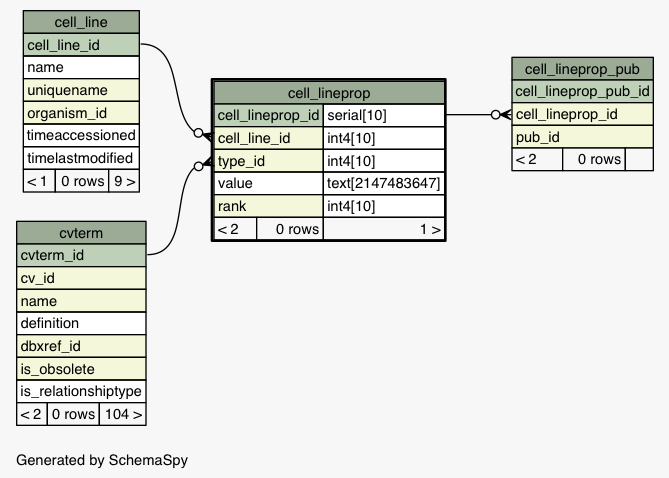 cell_line
cell_line_id
name
uniquename
organism_id
timeaccessioned
timelastmodified
< 1 0 rows 9 >
cvterm
cvterm_id
cv_id
name
definition
dbxref_id
is_obsolete
is_relationshiptype
< 2 0 rows 104 >
cell_lineprop
cell_lineprop_id serial[10]
cell_line_id int4[10]
type_id int4[10]
value text[2147483647]
rank int4[10]
< 2 0 rows 1 >
cell_lineprop_pub
cell_lineprop_pub_id
cell_lineprop_id
pub_id
< 2 0 rows
Generated by SchemaSpy